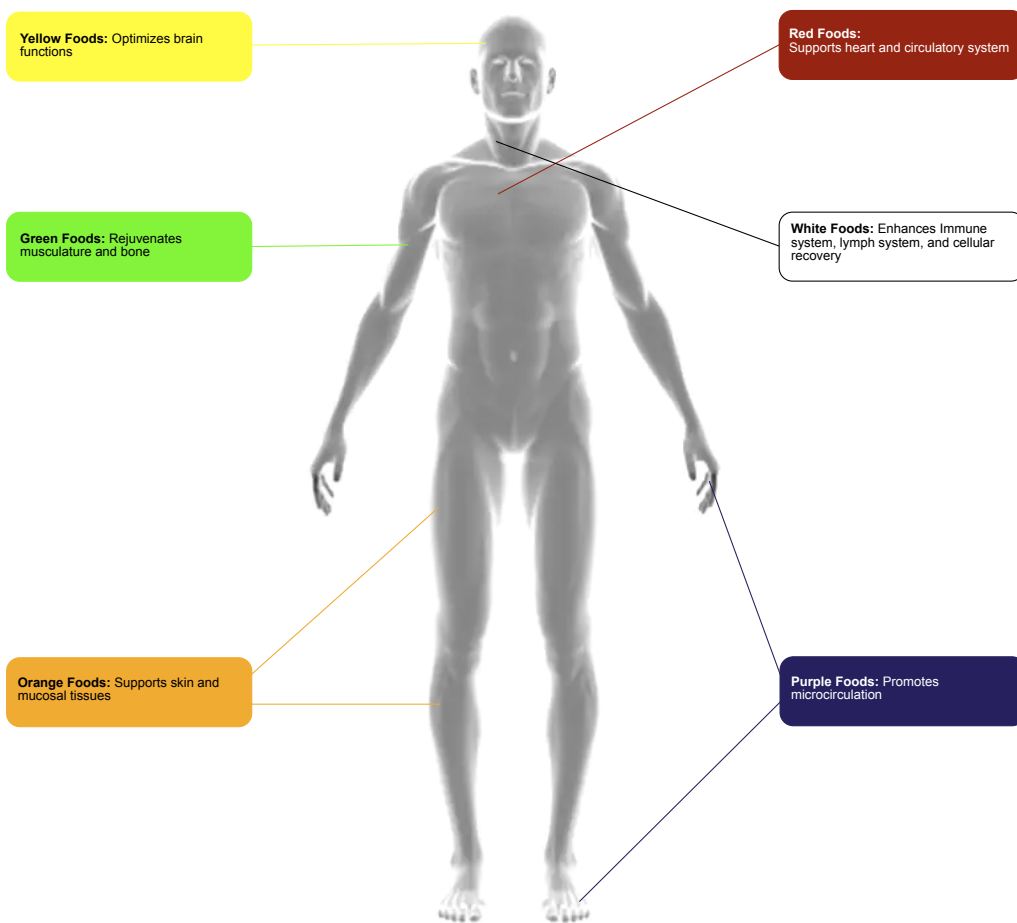 Yellow Foods: Optimizes brain
functions
Red Foods:
Supports heart and circulatory system
Green Foods: Rejuvenates
musculature and bone
White Foods: Enhances Immune
system, lymph system, and cellular
recovery
Orange Foods: Supports skin and
mucosal tissues
Purple Foods: Promotes
microcirculation